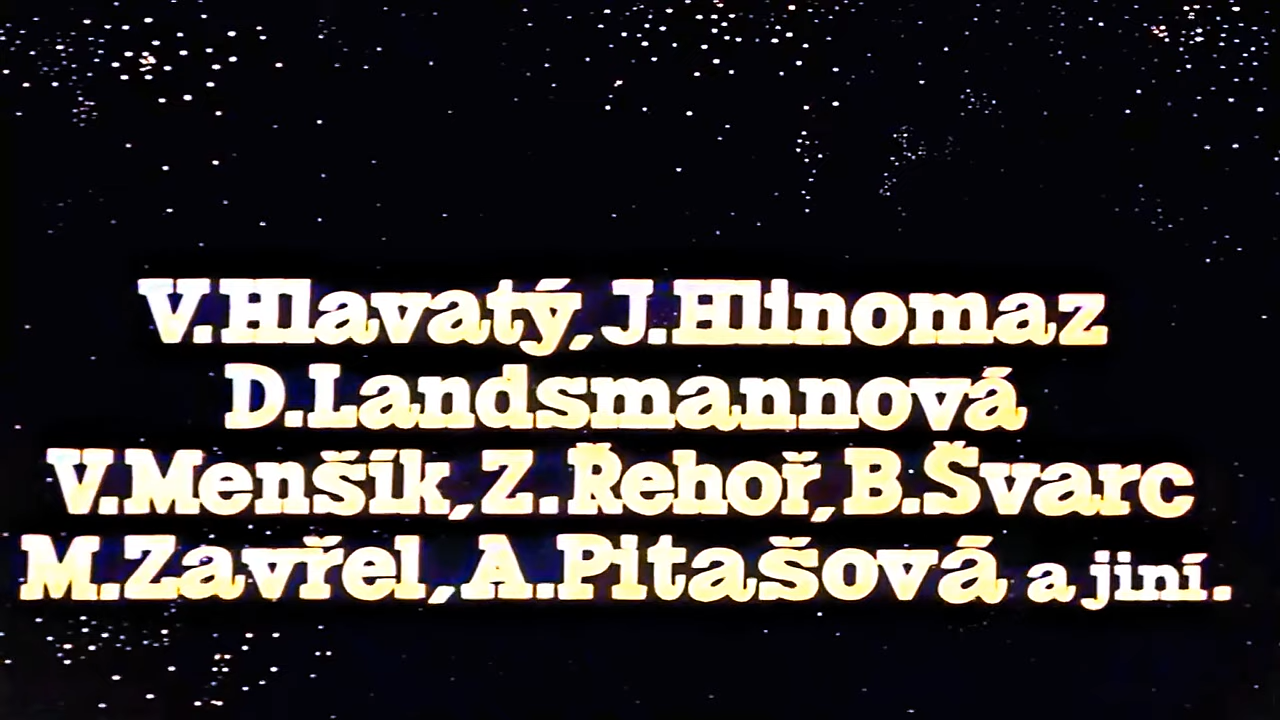 V.Hlavatý, J.Hlinomaz
D.Landsmannová
V.Menšík, Z.Řehoř, B.Švarc
M.Zavřel, A.Pitašová a jiní.